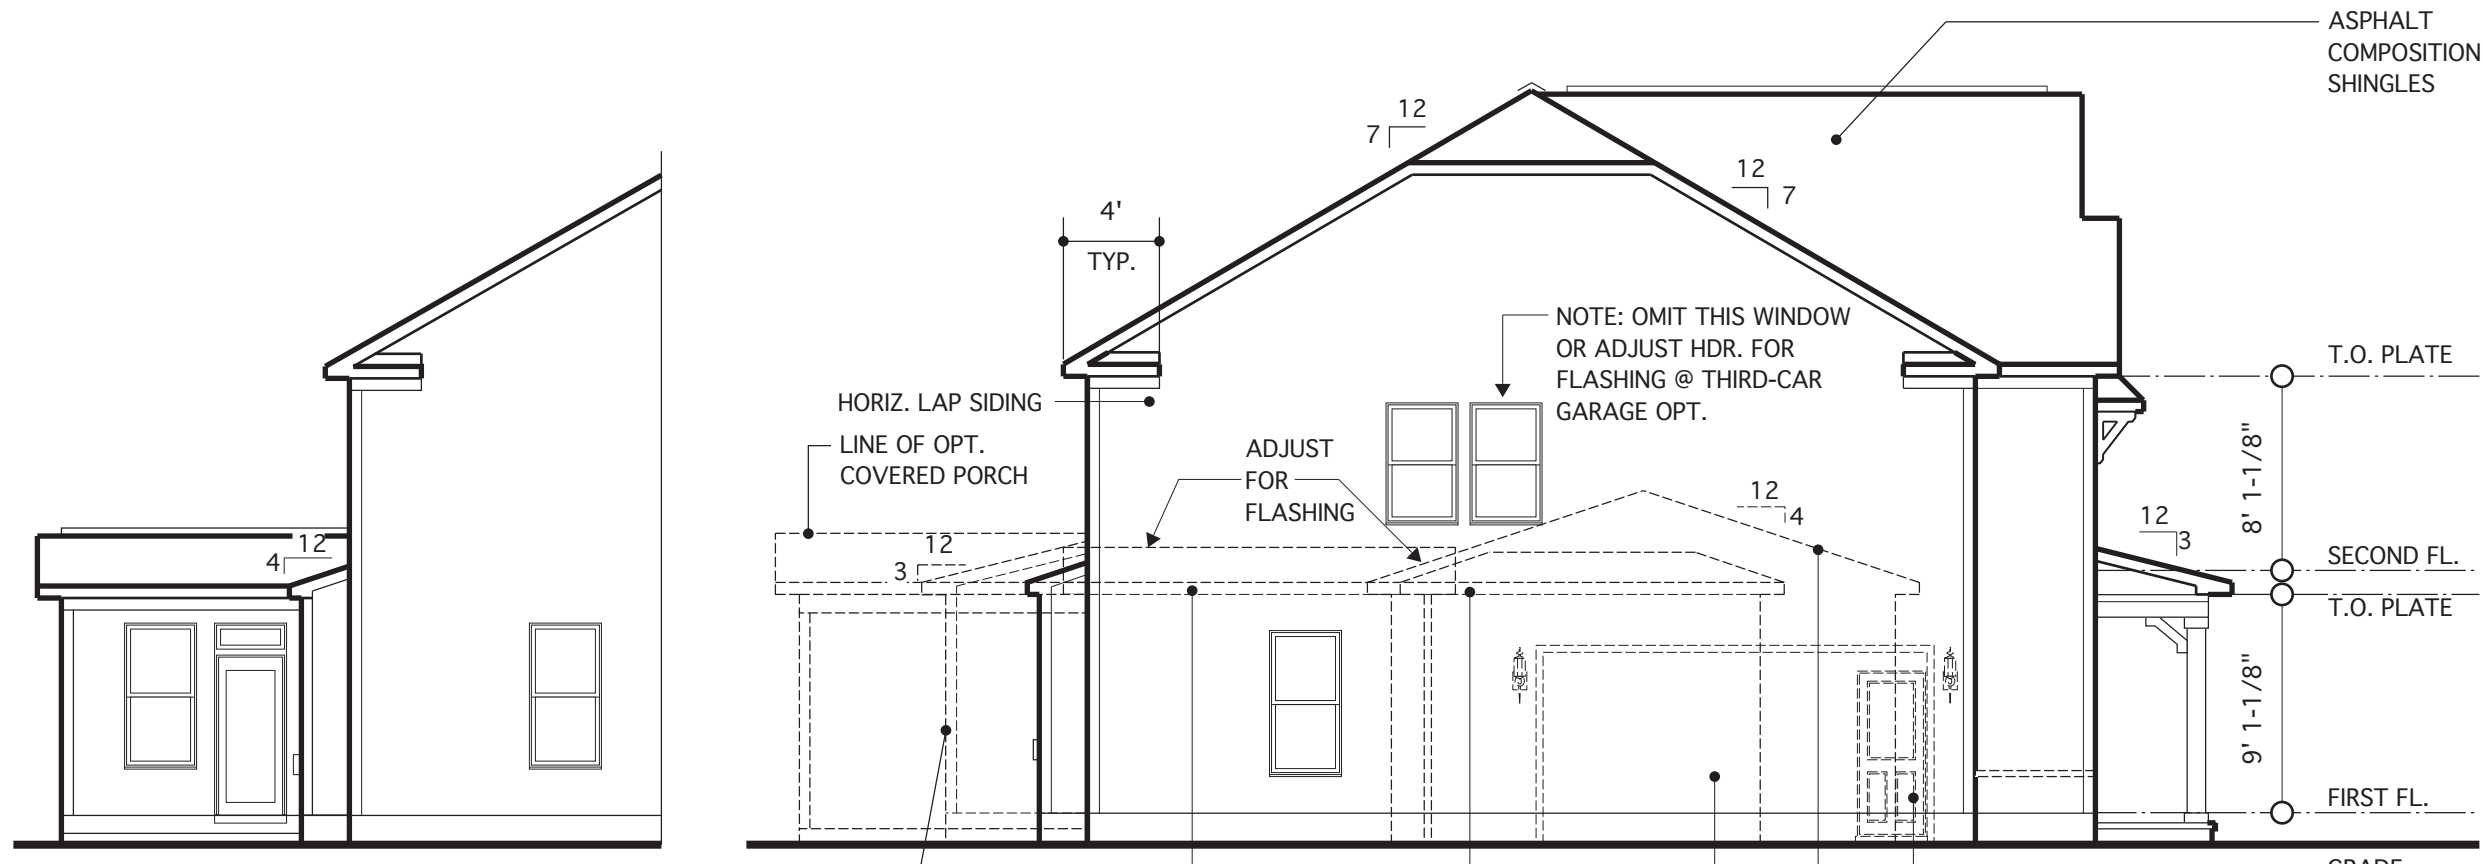 ASPHALT
COMPOSITION
SHINGLES
12
7
12
7
4'
TYP.
NOTE: OMIT THIS WINDOW
OR ADJUST HDR. FOR
FLASHING @ THIRD-CAR
GARAGE OPT.
T.O. PLATE
HORIZ. LAP SIDING
LINE OF OPT.
COVERED PORCH
ADJUST
FOR
FLASHING
8' 1-1/8"
12
4
12
3
12
4
12
3
SECOND FL.
T.O. PLATE
9' 1-1/8"
FIRST FL.
GRADE